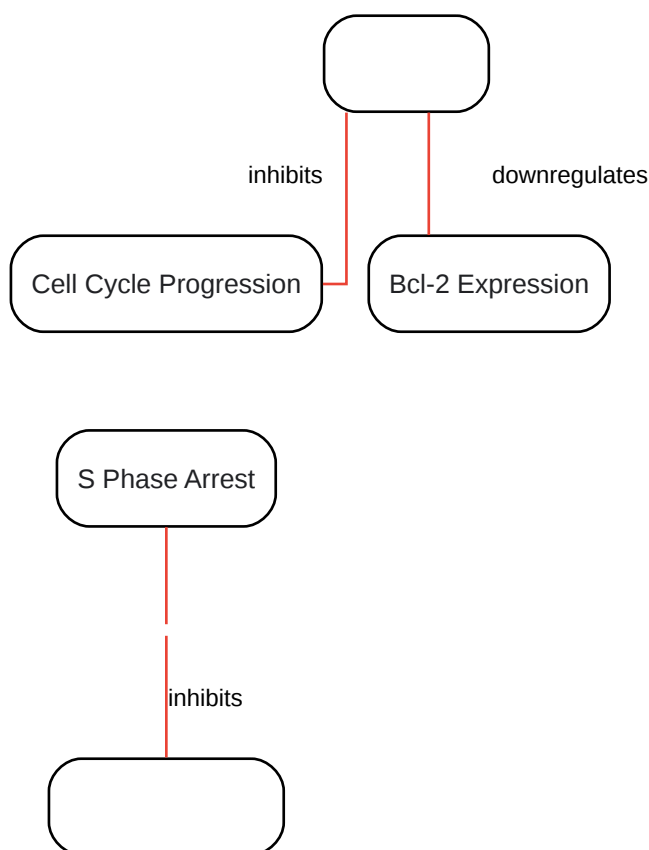 inhibits
downregulates
Cell Cycle Progression
Bcl-2 Expression
S Phase Arrest
inhibits